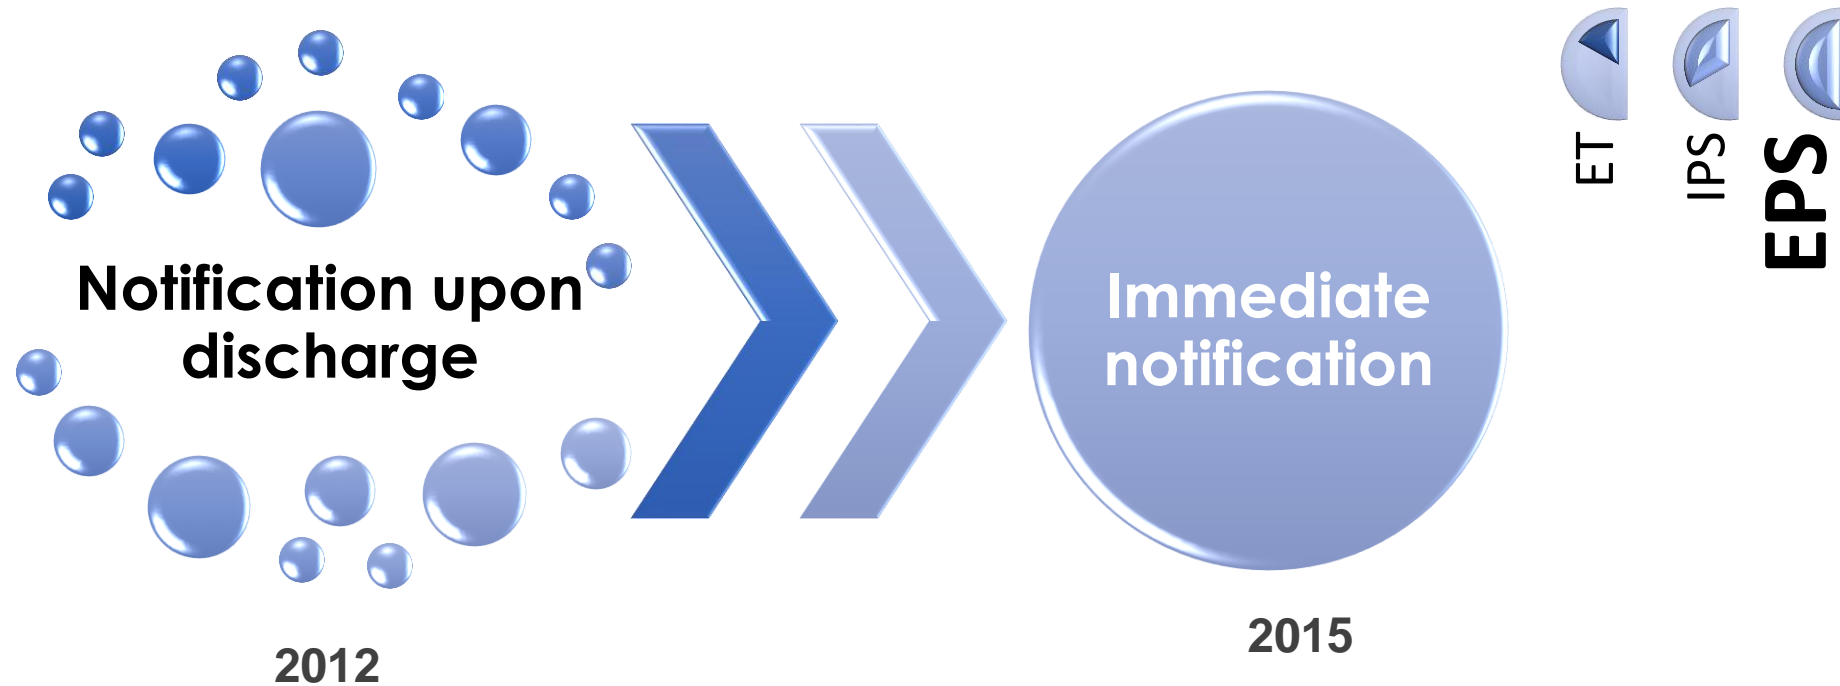 Notification upon
discharge
2012
Immediate
notification
2015
ET
IPS
EPS